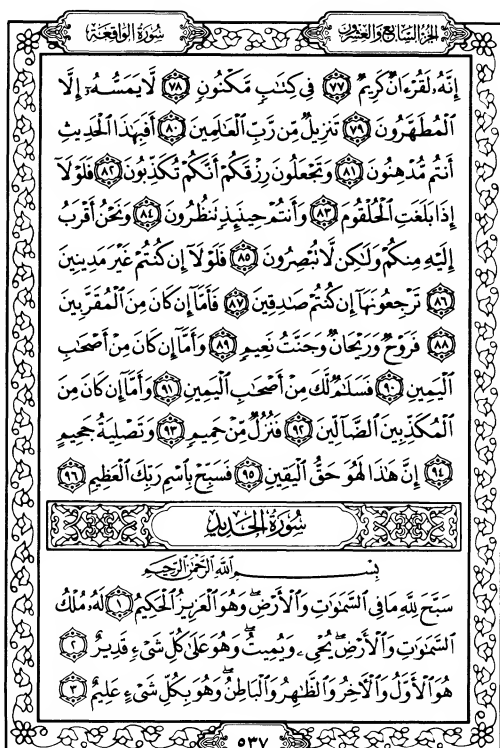 الجزء السابع والعشرون
سورة الواقعة
إِنَّهُۥ لَقُرْءَانٌ كَرِيمٌ ٧٧ فِى كِتَٰبٍ مَّكْنُونٍ ٧٨ لَّا يَمَسُّهُۥٓ إِلَّا
ٱلْمُطَهَّرُونَ ٧٩ تَنزِيلٌ مِّن رَّبِّ ٱلْعَٰلَمِينَ ٨٠ أَفَبِهَٰذَا ٱلْحَدِيثِ
أَنتُم مُّدْهِنُونَ ٨١ وَتَجْعَلُونَ رِزْقَكُمْ أَنَّكُمْ تُكَذِّبُونَ ٨٢ فَلَوْلَآ
إِذَا بَلَغَتِ ٱلْحُلْقُومَ ٨٣ وَأَنتُمْ حِينَئِذٍ تَنظُرُونَ ٨٤ وَنَحْنُ أَقْرَبُ
إِلَيْهِ مِنكُمْ وَلَٰكِن لَّا تُبْصِرُونَ ٨٥ فَلَوْلَآ إِن كُنتُمْ غَيْرَ مَدِينِينَ
٨٦ تَرْجِعُونَهَآ إِن كُنتُمْ صَٰدِقِينَ ٨٧ فَأَمَّآ إِن كَانَ مِنَ ٱلْمُقَرَّبِينَ
٨٨ فَرَوْحٌ وَرَيْحَانٌ وَجَنَّتُ نَعِيمٍ ٨٩ وَأَمَّآ إِن كَانَ مِنْ أَصْحَٰبِ
ٱلْيَمِينِ ٩٠ فَسَلَٰمٌ لَّكَ مِنْ أَصْحَٰبِ ٱلْيَمِينِ ٩١ وَأَمَّآ إِن كَانَ مِنَ
ٱلْمُكَذِّبِينَ ٱلضَّآلِّينَ ٩٢ فَنُزُلٌ مِّنْ حَمِيمٍ ٩٣ وَتَصْلِيَةُ جَحِيمٍ
٩٤ إِنَّ هَٰذَا لَهُوَ حَقُّ ٱلْيَقِينِ ٩٥ فَسَبِّحْ بِٱسْمِ رَبِّكَ ٱلْعَظِيمِ ٩٦
سُورَةُ الحَدِيدِ
بِسْمِ ٱللَّهِ ٱلرَّحْمَٰنِ ٱلرَّحِيمِ
سَبَّحَ لِلَّهِ مَا فِى ٱلسَّمَٰوَٰتِ وَٱلْأَرْضِ ۖ وَهُوَ ٱلْعَزِيزُ ٱلْحَكِيمُ ١ لَهُۥ مُلْكُ
ٱلسَّمَٰوَٰتِ وَٱلْأَرْضِ ۖ يُحْىِۦ وَيُمِيتُ ۖ وَهُوَ عَلَىٰ كُلِّ شَىْءٍ قَدِيرٌ ٢
هُوَ ٱلْأَوَّلُ وَٱلْءَاخِرُ وَٱلظَّٰهِرُ وَٱلْبَاطِنُ ۖ وَهُوَ بِكُلِّ شَىْءٍ عَلِيمٌ ٣
٥٣٧